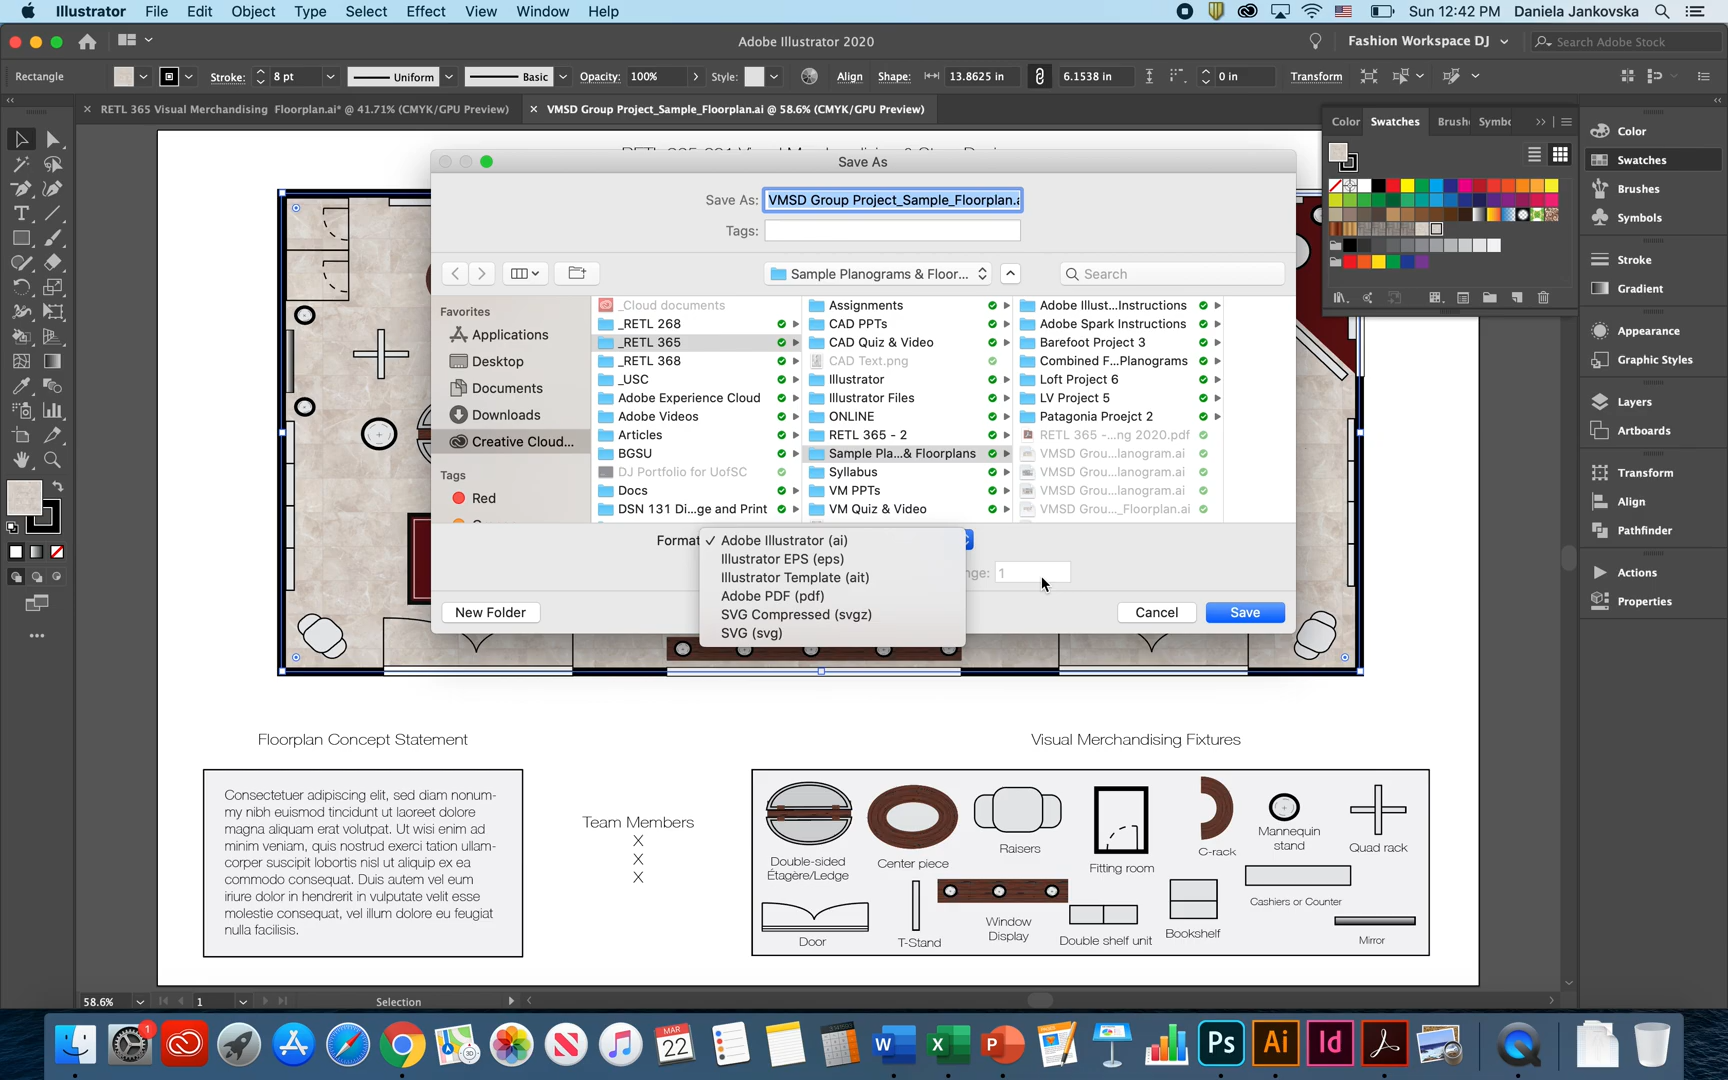 Illustrator File Edit Object Type Select Effect View Window Help
Sun 12:42 PM Daniela Jankovska
Adobe Illustrator 2020
Fashion Workspace DJ
Search Adobe Stock
Rectangle
Stroke: 8 pt Uniform Basic Opacity: 100% Style: Align Shape: 13.8625 in 6.1538 in 0 in Transform
RETL 365 Visual Merchandising Floorplan.ai* @ 41.71% (CMYK/GPU Preview)
VMSD Group Project_Sample_Floorplan.ai @ 58.6% (CMYK/GPU Preview)
Color Swatches Brush Symbo
Color
Swatches
Brushes
Symbols
Stroke
Gradient
Appearance
Graphic Styles
Layers
Artboards
Transform
Align
Pathfinder
Actions
Properties
Save As
Save As: VMSD Group Project_Sample_Floorplan.a
Tags:
Sample Planograms & Floor...
Search
Favorites
Applications
Desktop
Documents
Downloads
Creative Cloud...
Tags
Red
_Cloud documents
_RETL 268
_RETL 365
_RETL 368
_USC
Adobe Experience Cloud
Adobe Videos
Articles
BGSU
DJ Portfolio for UofSC
Docs
DSN 131 Di...ge and Print
Assignments
CAD PPTs
CAD Quiz & Video
CAD Text.png
Illustrator
Illustrator Files
ONLINE
RETL 365 - 2
Sample Pla...& Floorplans
Syllabus
VM PPTs
VM Quiz & Video
Adobe Illust...Instructions
Adobe Spark Instructions
Barefoot Project 3
Combined F...Planograms
Loft Project 6
LV Project 5
Patagonia Proejct 2
RETL 365 -...ng 2020.pdf
VMSD Grou...lanogram.ai
VMSD Grou...lanogram.ai
VMSD Grou...lanogram.ai
VMSD Grou..._Floorplan.ai
Format
✓ Adobe Illustrator (ai)
Illustrator EPS (eps)
Illustrator Template (ait)
Adobe PDF (pdf)
SVG Compressed (svgz)
SVG (svg)
nge: 1
New Folder
Cancel
Save
Floorplan Concept Statement
Consectetuer adipiscing elit, sed diam nonum-
my nibh euismod tincidunt ut laoreet dolore
magna aliquam erat volutpat. Ut wisi enim ad
minim veniam, quis nostrud exerci tation ullam-
corper suscipit lobortis nisl ut aliquip ex ea
commodo consequat. Duis autem vel eum
iriure dolor in hendrerit in vulputate velit esse
molestie consequat, vel illum dolore eu feugiat
nulla facilisis.
Team Members
X
X
X
Visual Merchandising Fixtures
Double-sided
Étagère/Ledge
Center piece
Raisers
Fitting room
C-rack
Mannequin
stand
Quad rack
Door
T-Stand
Window
Display
Double shelf unit
Bookshelf
Cashiers or Counter
Mirror
58.6% 1 Selection
1
MAR
22
W X P Ps Ai Id